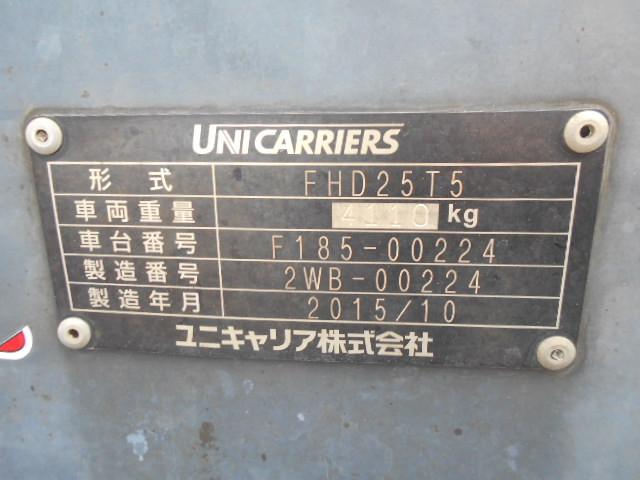 UNICARRIERS
形式 FHD25T5
車両重量 4110 kg
車台番号 F185-00224
製造番号 2WB-00224
製造年月 2015/10
ユニキャリア株式会社